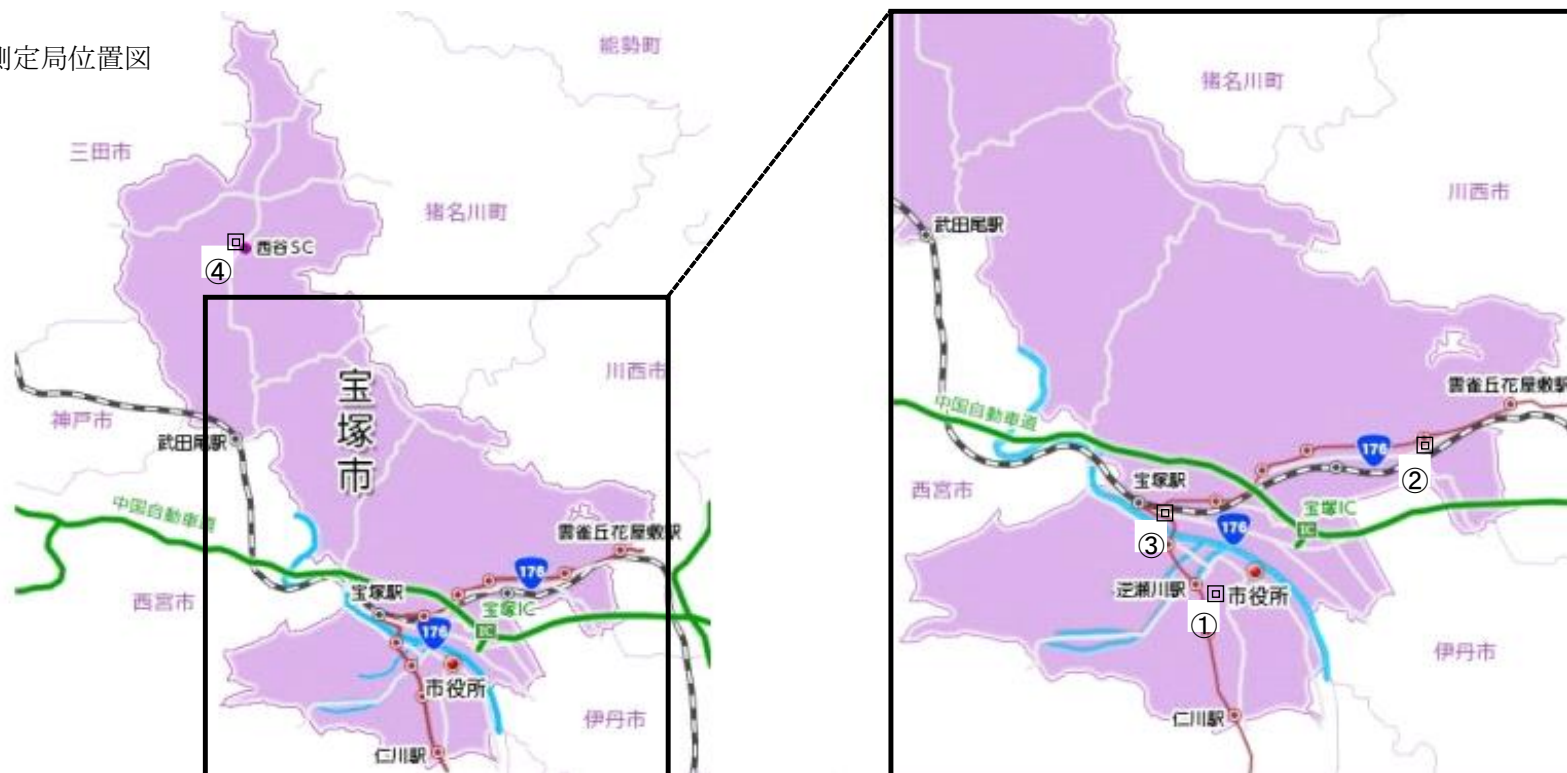 測定局位置図
能勢町
三田市
猪名川町
④
西谷SC
川西市
宝塚市
神戸市
武田尾駅
中国自動車道
雲雀丘花屋敷駅
西宮市
宝塚駅
176
宝塚IC
IC
176
市役所
伊丹市
仁川駅
猪名川町
川西市
武田尾駅
雲雀丘花屋敷駅
中国自動車道
176
②
西宮市
宝塚駅
宝塚IC
IC
③
176
逆瀬川駅
市役所
①
伊丹市
仁川駅